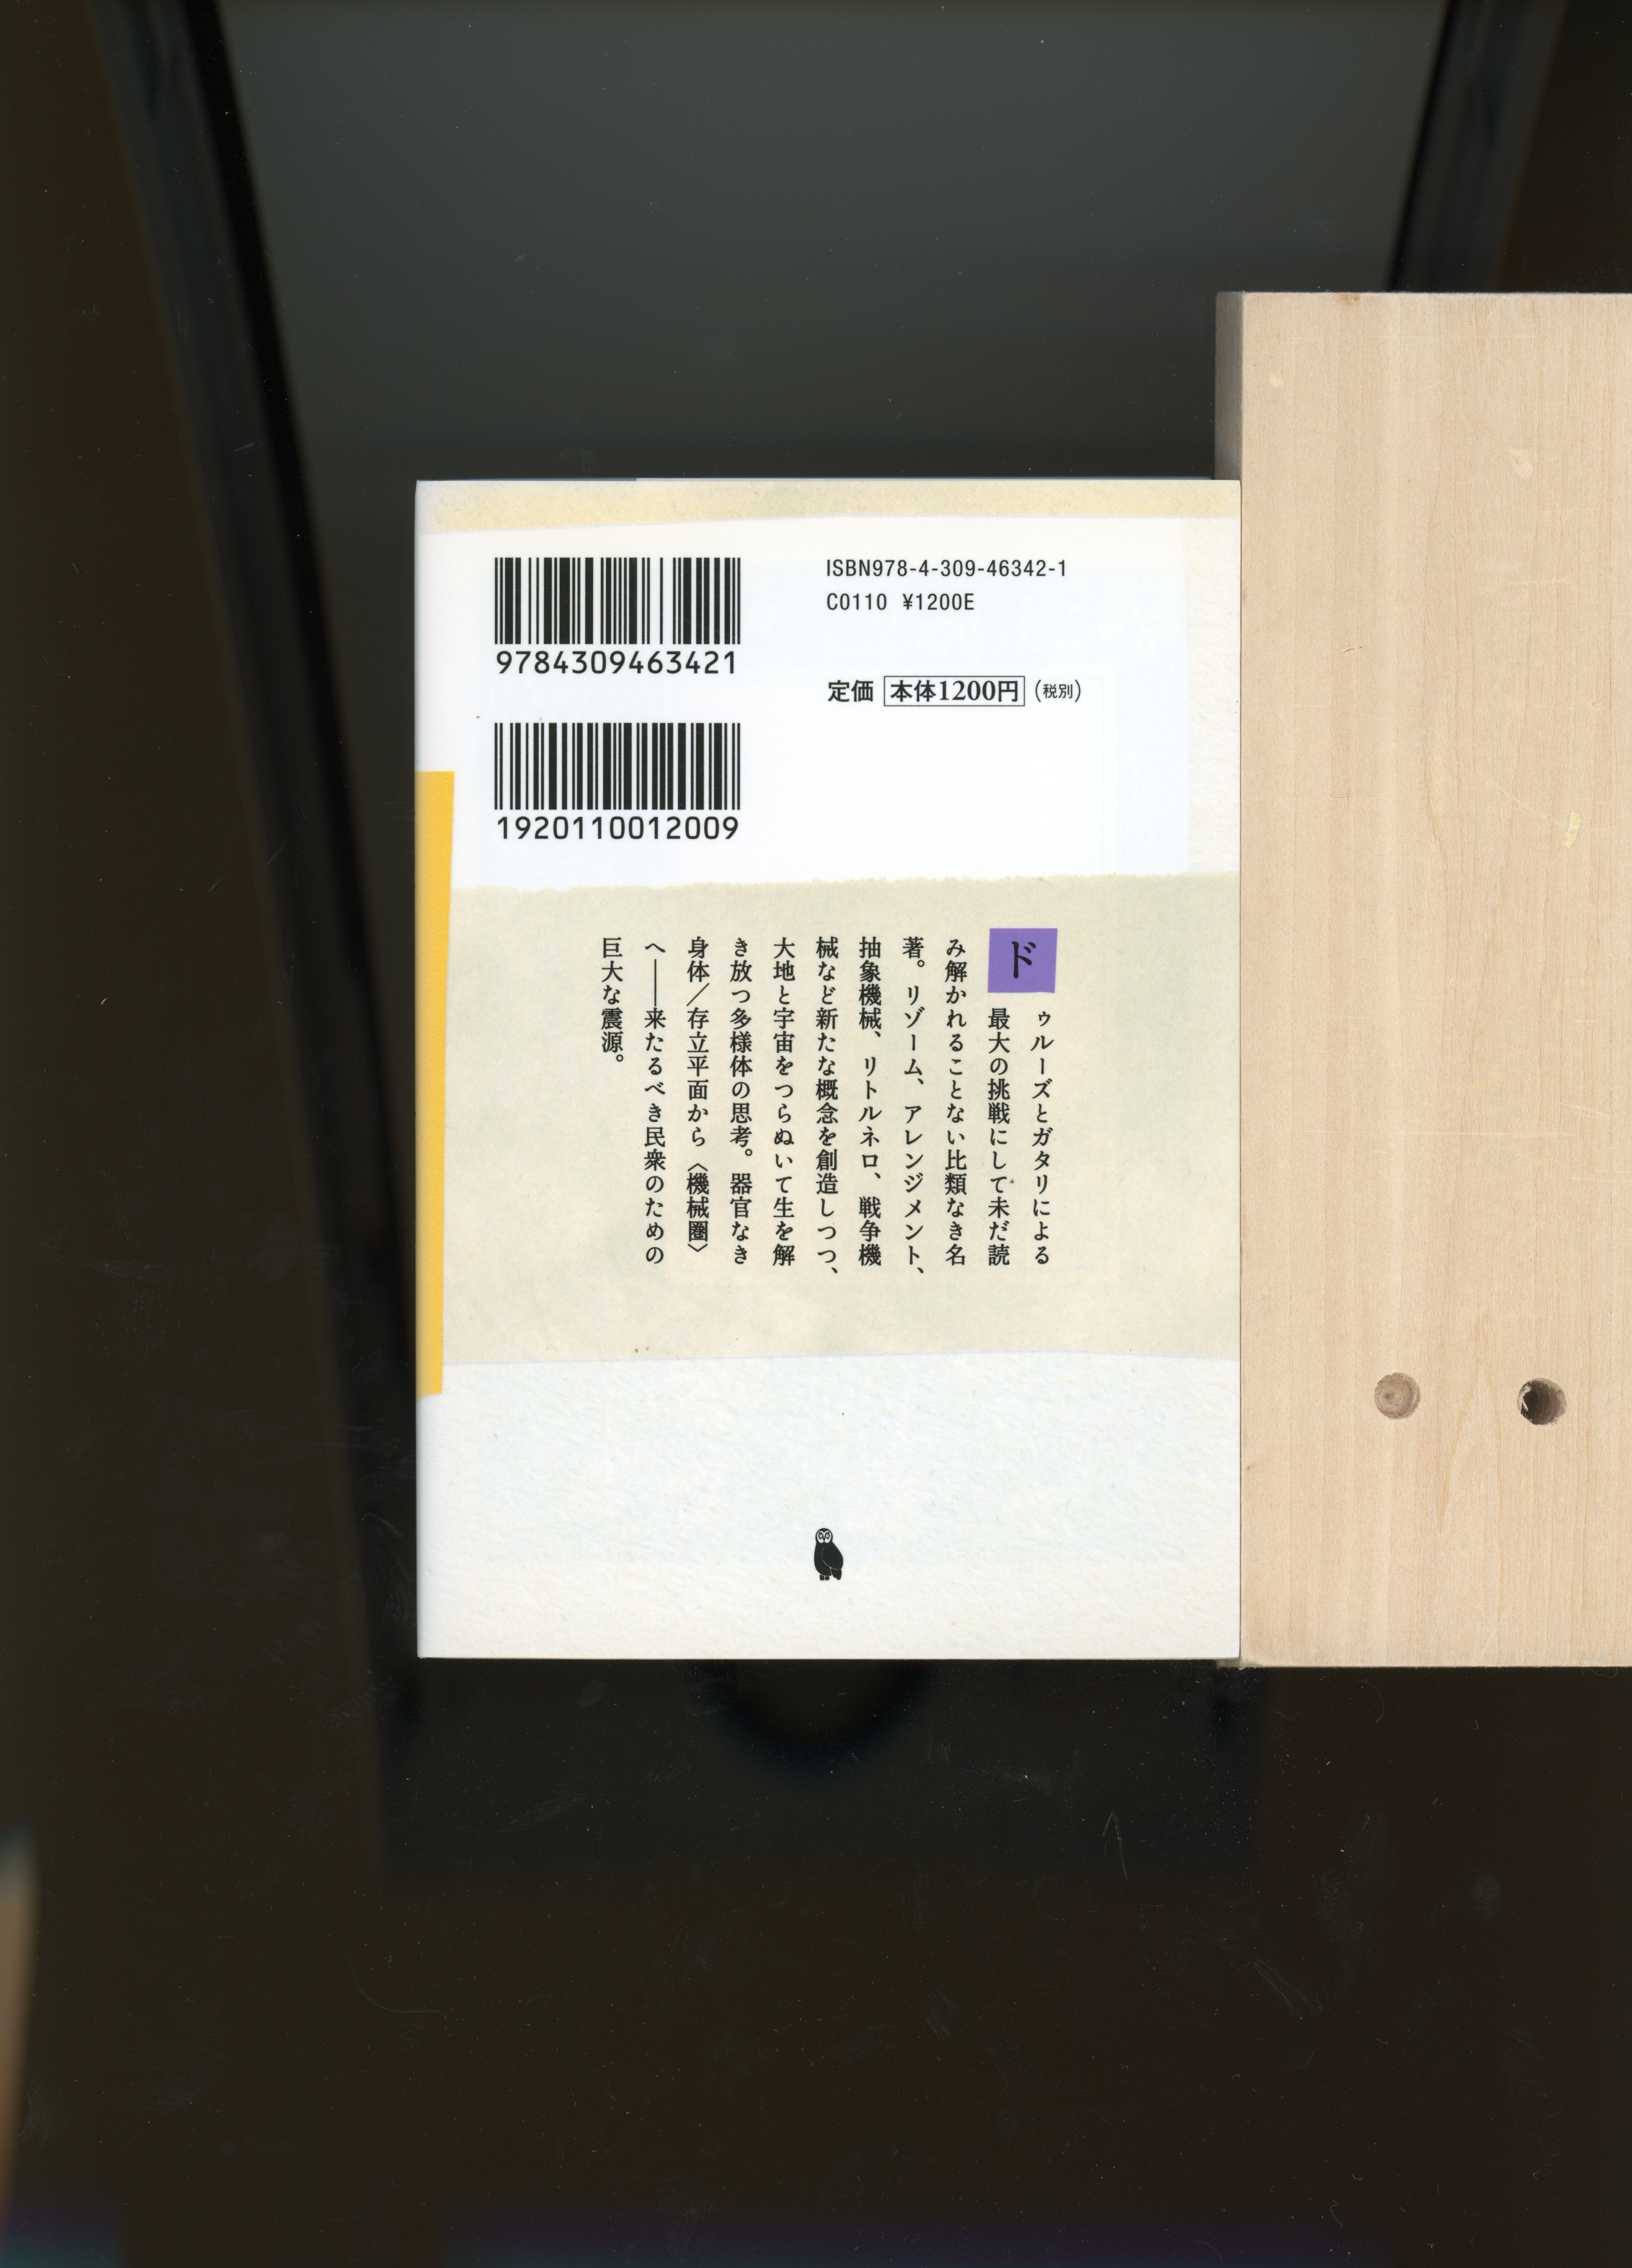 ISBN978-4-309-46342-1
C0110 ¥1200E
9784309463421
定価 本体1200円 (税別)
1920110012009
ドゥルーズとガタリによる
最大の挑戦にして未だ読
み解かれることない比類なき名
著。リゾーム、アレンジメント、
抽象機械、リトルネロ、戦争機
械など新たな概念を創造しつつ、
大地と宇宙をつらぬいて生を解
き放つ多様体の思考。器官なき
身体／存立平面から〈機械圏〉
へ――来たるべき民衆のための
巨大な震源。